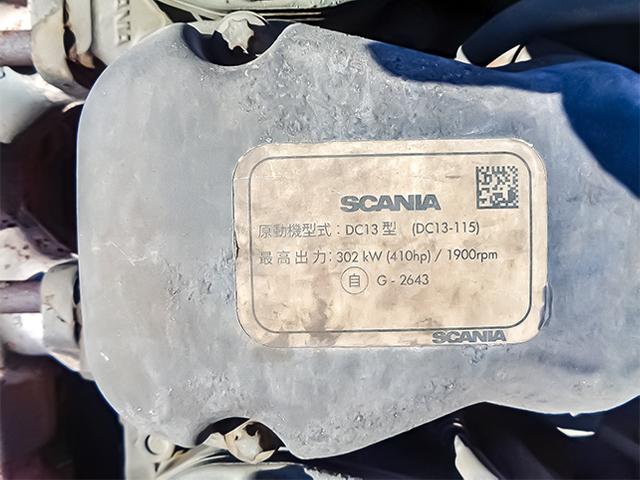 SCANIA
原動機型式: DC13 型 (DC13-115)
最高出力: 302 kW (410hp) / 1900rpm
自 G - 2643
SCANIA